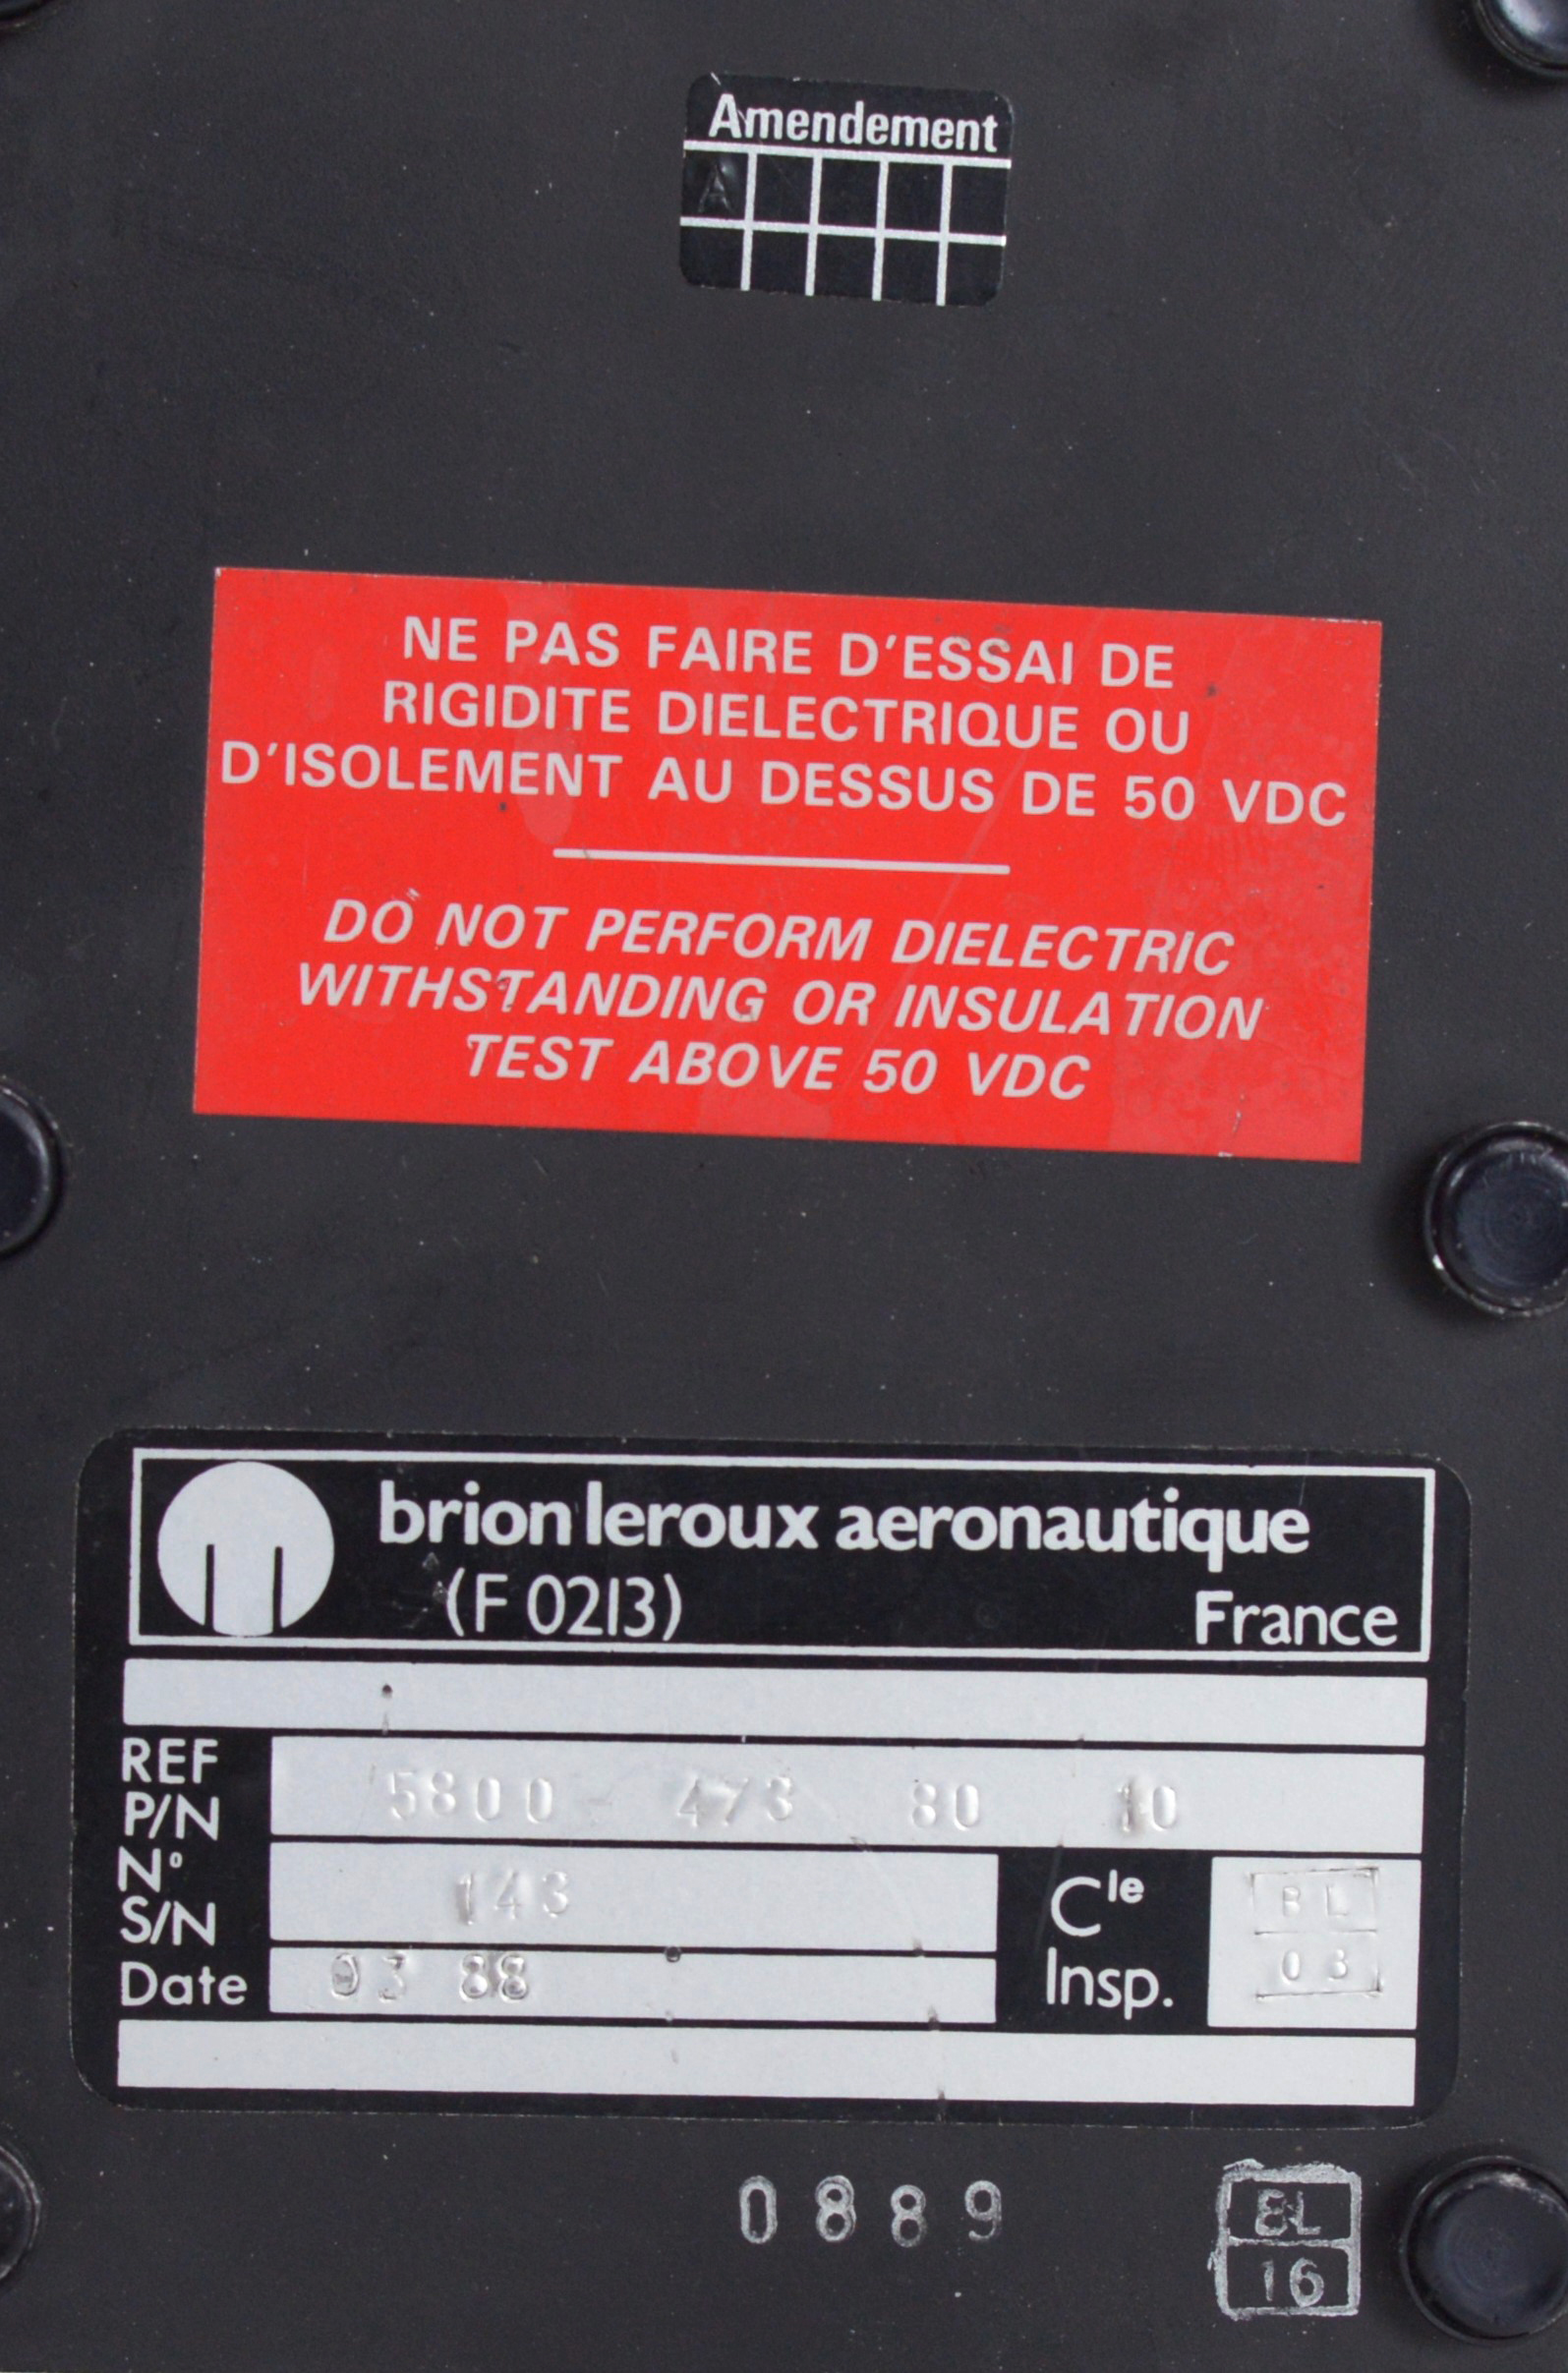 Amendement
A
NE PAS FAIRE D'ESSAI DE
RIGIDITE DIELECTRIQUE OU
D'ISOLEMENT AU DESSUS DE 50 VDC
DO NOT PERFORM DIELECTRIC
WITHSTANDING OR INSULATION
TEST ABOVE 50 VDC
brion leroux aeronautique
(F 0213)
France
REF
P/N
5800 473 80 10
N°
S/N
143
Date
03 88
Cle
Insp.
BL
03
0889
BL
16